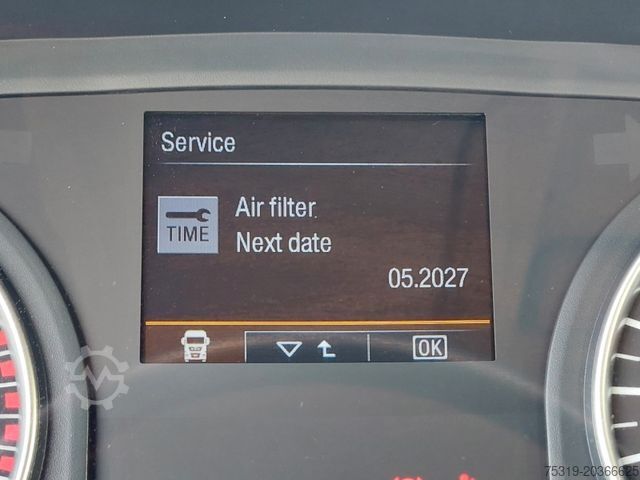 Service
TIME
Air filter
Next date
05.2027
OK
75319-20366625